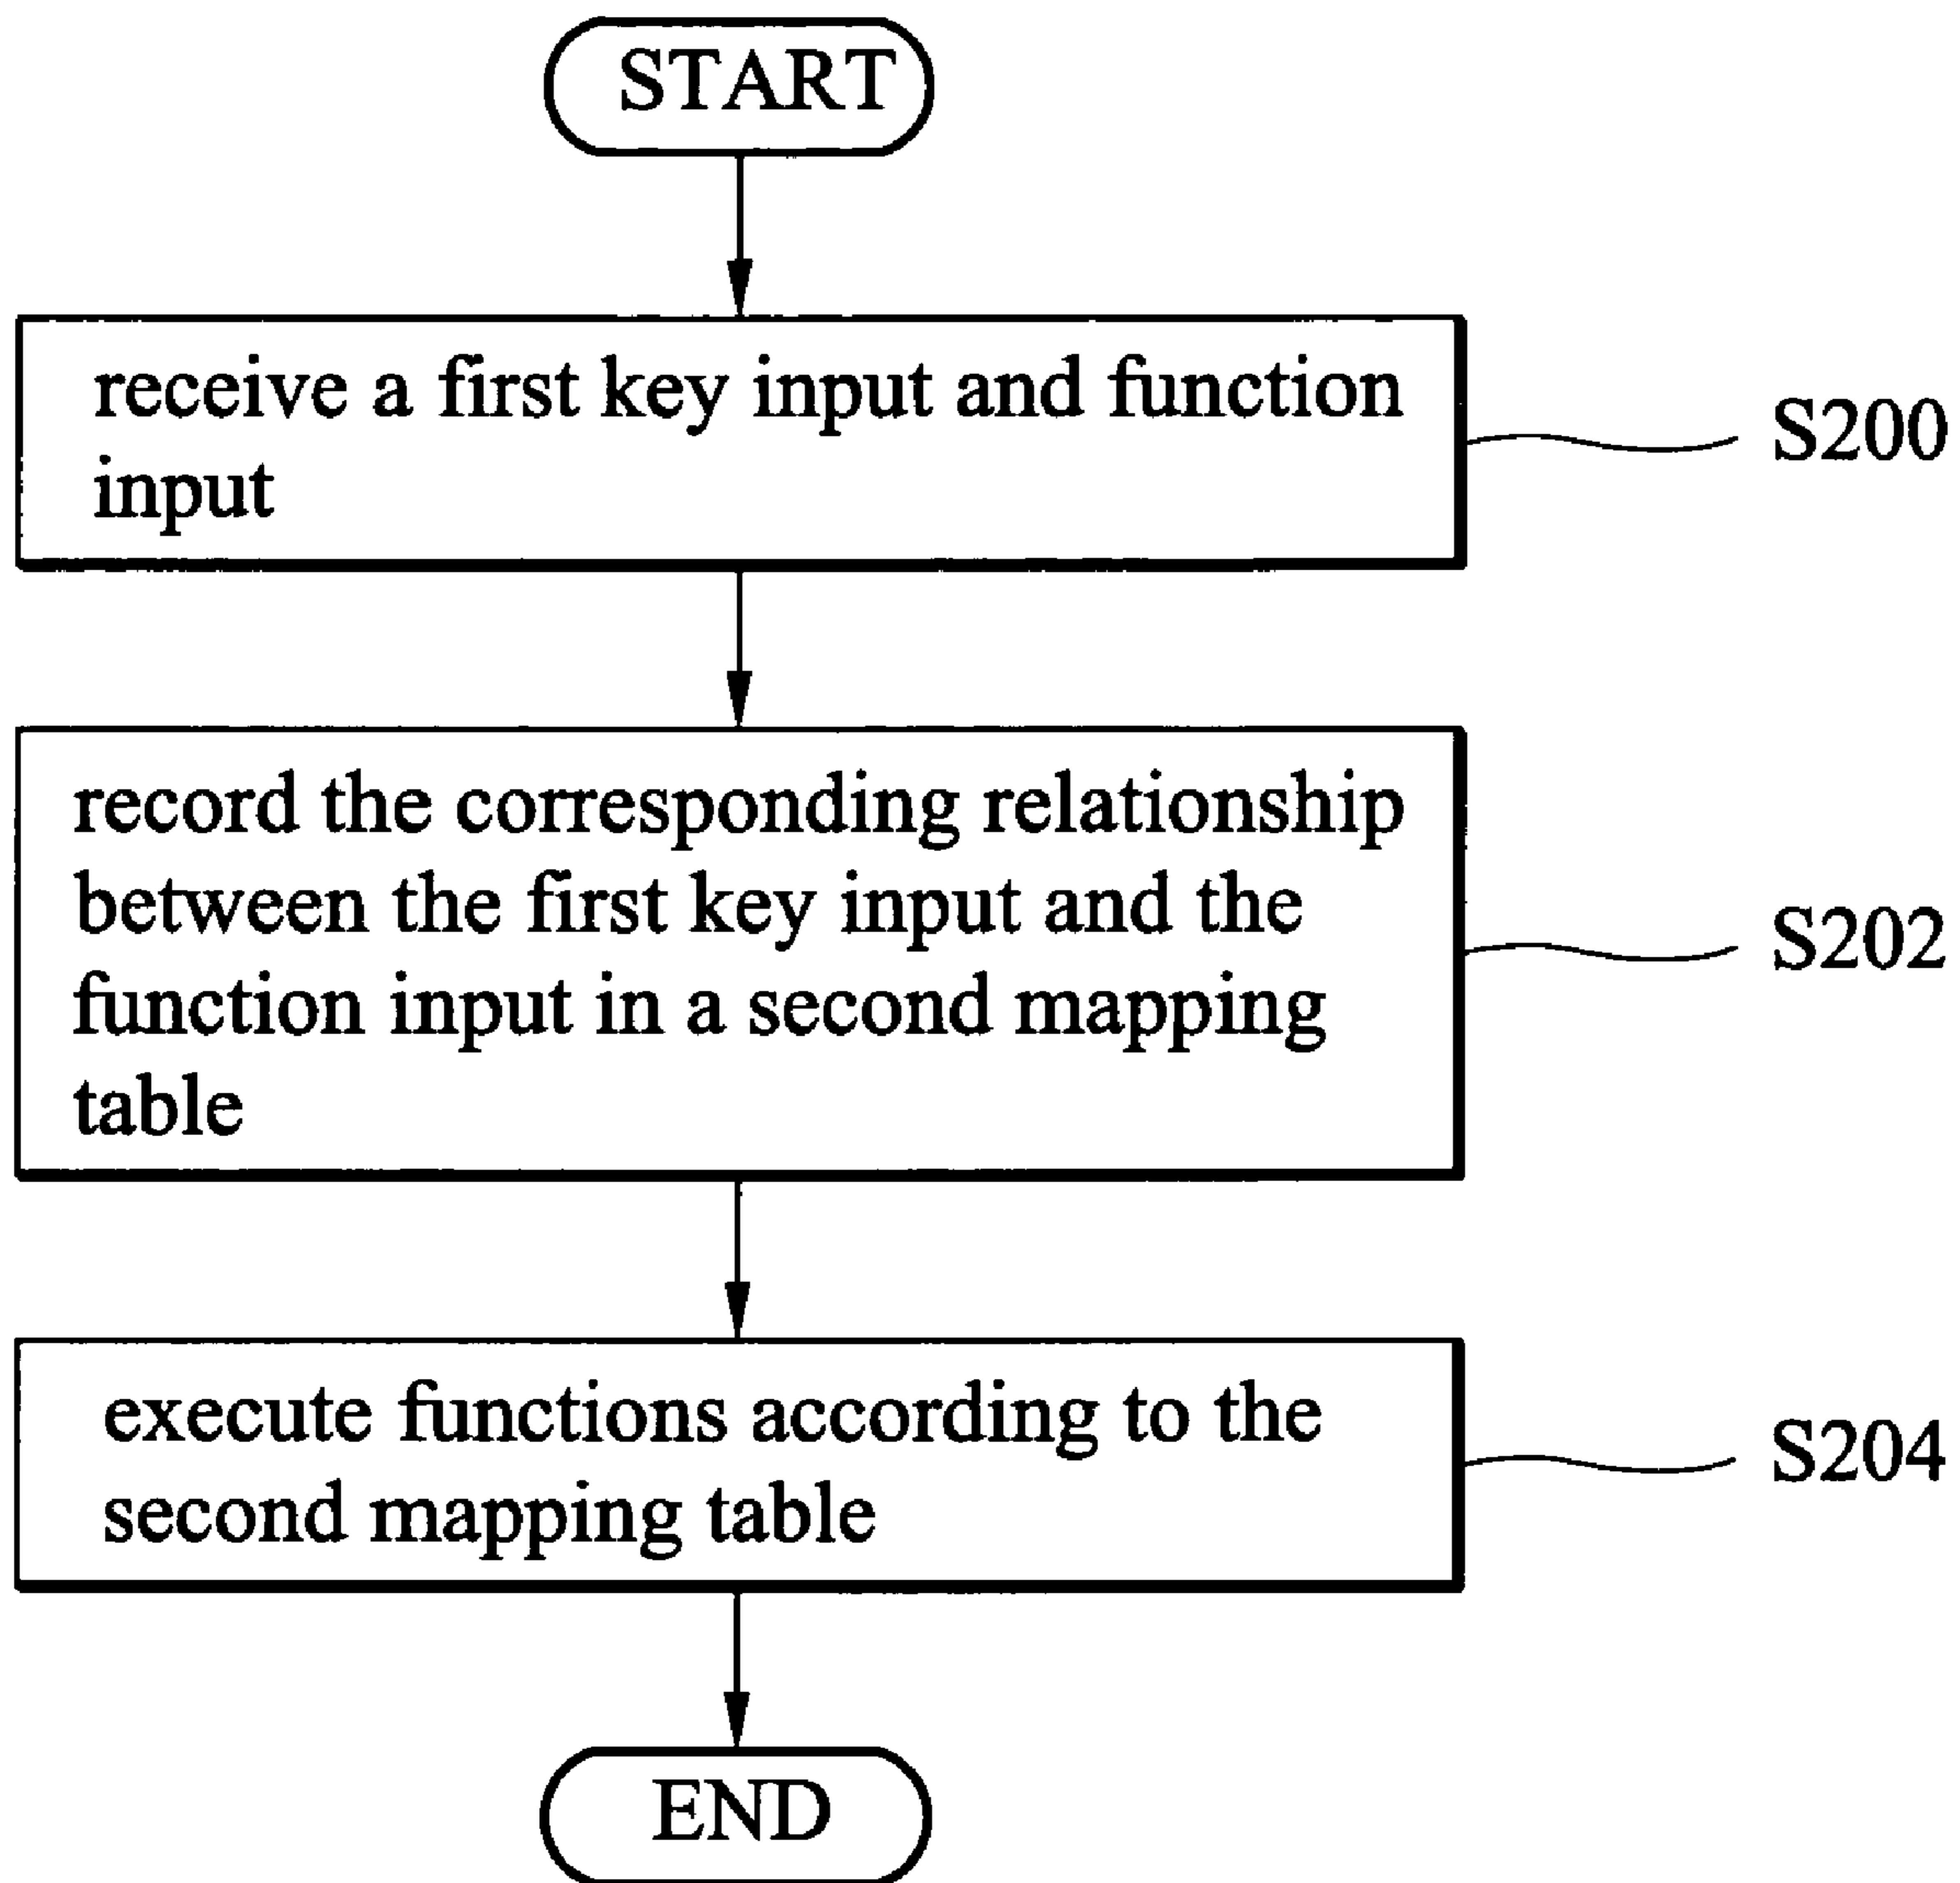 START
receive a first key input and function
input
S200
record the corresponding relationship
between the first key input and the
function input in a second mapping
table
S202
execute functions according to the
second mapping table
S204
END